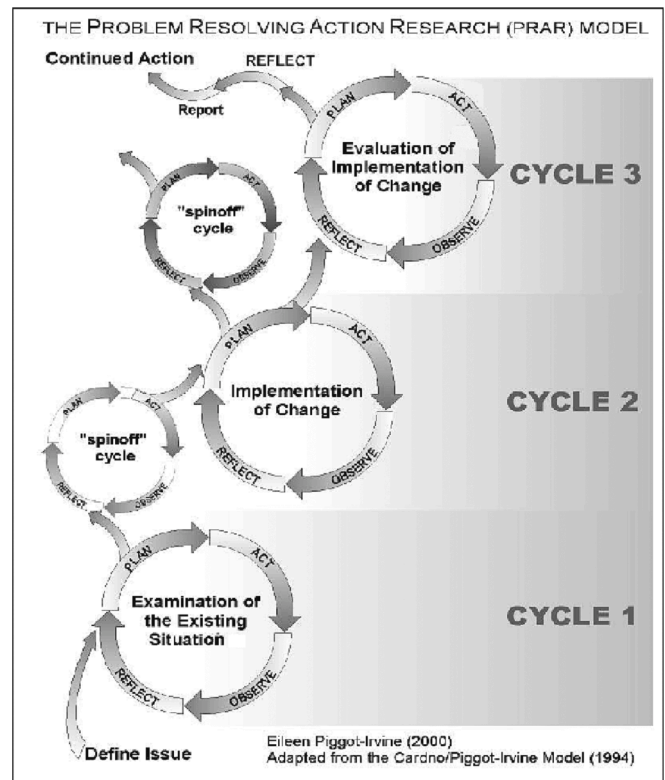 THE PROBLEM RESOLVING ACTION RESEARCH (PRAR) MODEL
Continued Action
REFLECT
Report
PLAN
ACT
OBSERVE
REFLECT
Evaluation of
Implementation
of Change
CYCLE 3
PLAN
ACT
OBSERVE
REFLECT
"spinoff"
cycle
PLAN
ACT
OBSERVE
REFLECT
Implementation
of Change
CYCLE 2
PLAN
ACT
OBSERVE
REFLECT
"spinoff"
cycle
PLAN
ACT
OBSERVE
REFLECT
Examination of
the Existing
Situation
CYCLE 1
Define Issue
Eileen Piggot-Irvine (2000)
Adapted from the Cardno/Piggot-Irvine Model (1994)